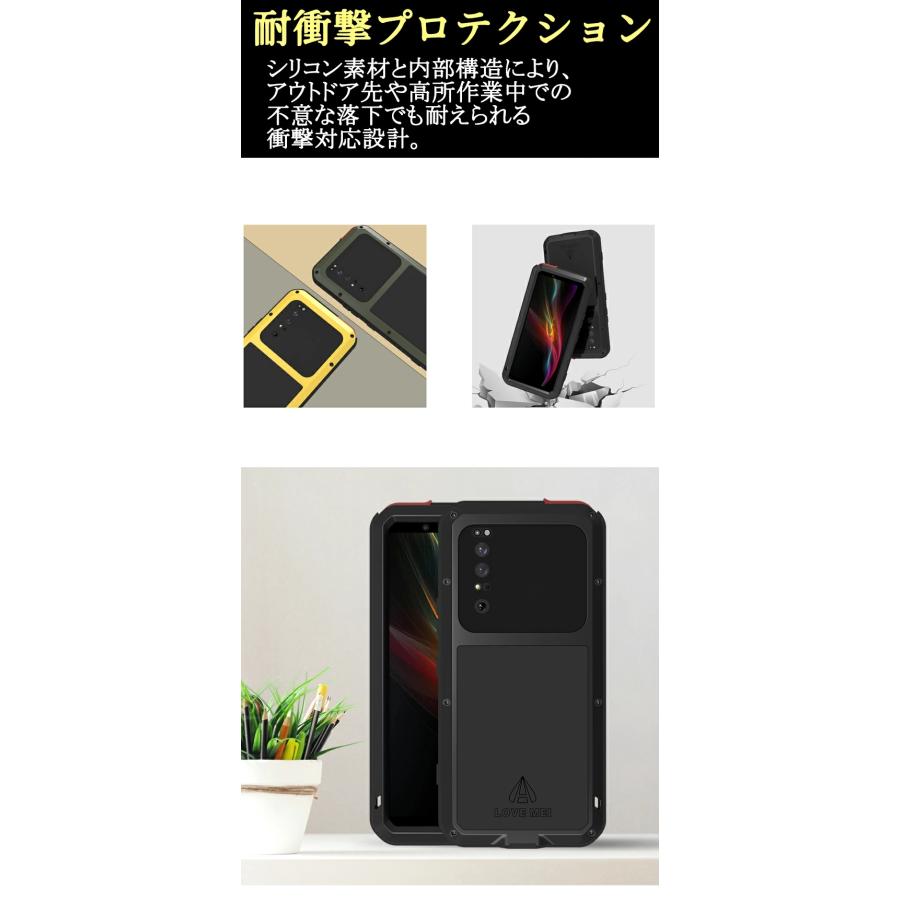 耐衝撃プロテクション
シリコン素材と内部構造により、
アウトドア先や高所作業中での
不意な落下でも耐えられる
衝撃対応設計。
LOVE MEI